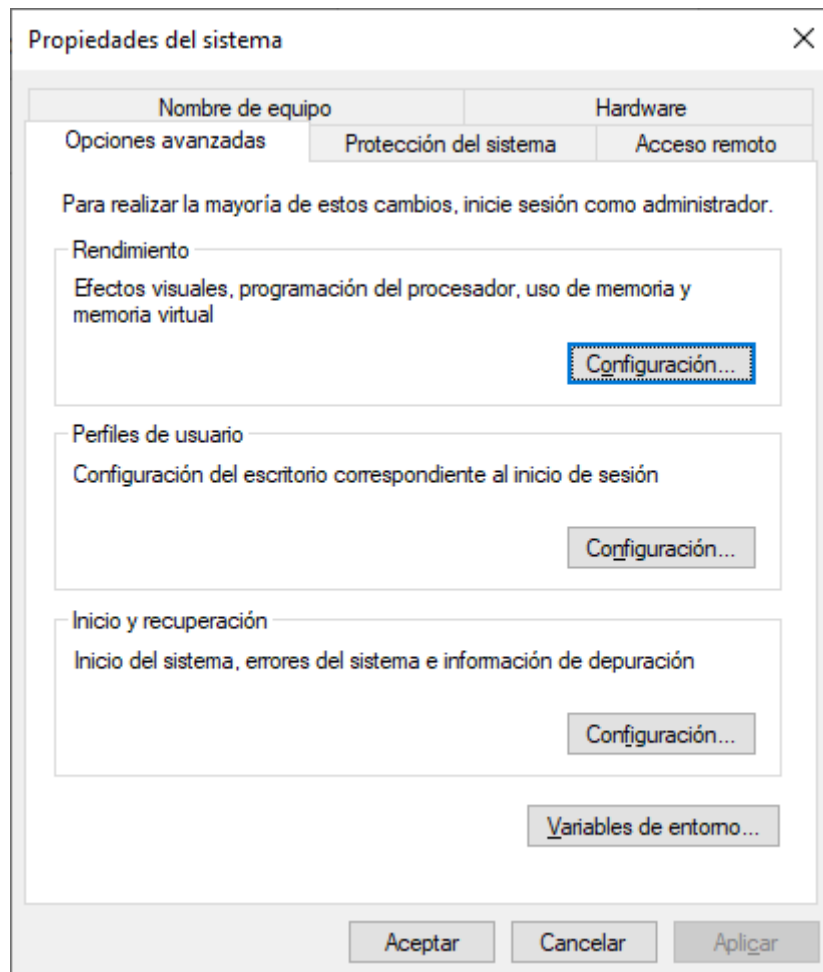 Propiedades del sistema
Nombre de equipo
Hardware
Opciones avanzadas
Protección del sistema
Acceso remoto
Para realizar la mayoría de estos cambios, inicie sesión como administrador.
Rendimiento
Efectos visuales, programación del procesador, uso de memoria y
memoria virtual
Configuración...
Perfiles de usuario
Configuración del escritorio correspondiente al inicio de sesión
Configuración...
Inicio y recuperación
Inicio del sistema, errores del sistema e información de depuración
Configuración...
Variables de entorno...
Aceptar
Cancelar
Aplicar